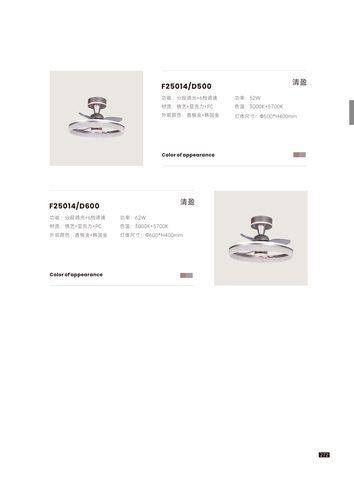 F25014/D500
清盈
功能：分段调光+6档调速 功率：52W
材质：铁艺+亚克力+PC 色温：3000K+5700K
外观颜色：香槟金+韩国金 灯体尺寸：Φ500*H400mm
Color of appearance
F25014/D600
清盈
功能：分段调光+6档调速 功率：62W
材质：铁艺+亚克力+PC 色温：3000K+5700K
外观颜色：香槟金+韩国金 灯体尺寸：Φ600*H400mm
Color of appearance
272